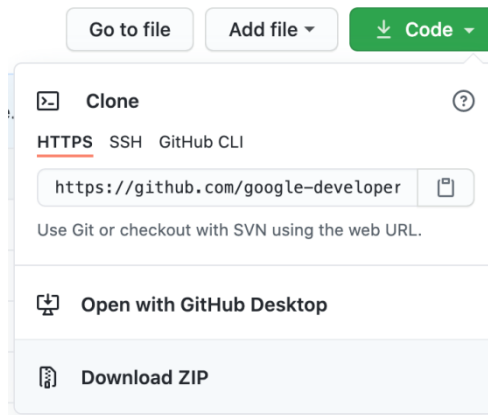 Go to file Add file Code
Clone
HTTPS SSH GitHub CLI
https://github.com/google-developer
Use Git or checkout with SVN using the web URL.
Open with GitHub Desktop
Download ZIP